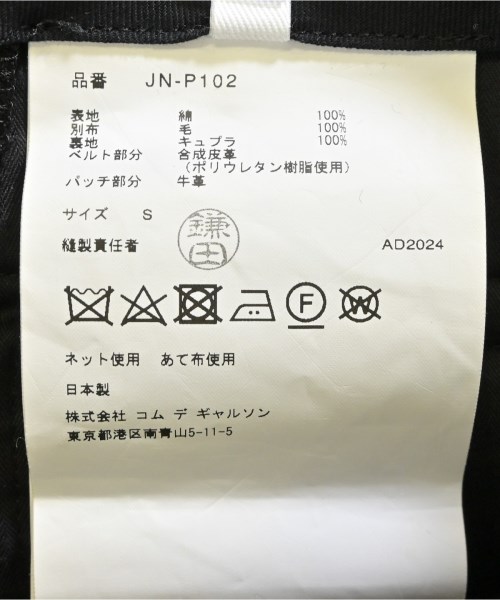 品番 JN-P102
表地 綿 100%
別布 毛 100%
裏地 キュプラ 100%
ベルト部分 合成皮革
（ポリウレタン樹脂使用）
パッチ部分 牛革
サイズ S
縫製責任者 鎌田 AD2024
F W
ネット使用 あて布使用
日本製
株式会社 コム デ ギャルソン
東京都港区南青山5-11-5